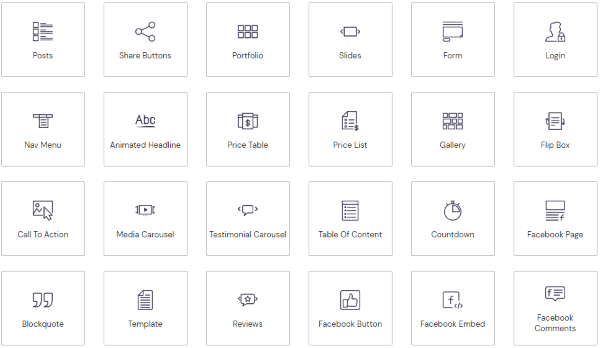 Posts
Share Buttons
Portfolio
Slides
Form
Login
Nav Menu
Abc
Animated Headline
$
Price Table
$
Price List
Gallery
Flip Box
Call To Action
Media Carousel
Testimonial Carousel
Table Of Content
Countdown
f
Facebook Page
Blockquote
Template
Reviews
Facebook Button
f
Facebook Embed
f
Facebook
Comments